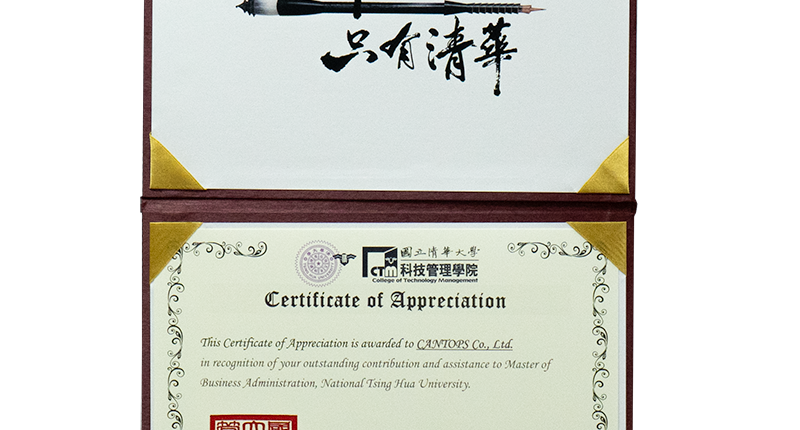 只有清華
國立清華大學
CTM 科技管理學院
College of Technology Management
Certificate of Appreciation
This Certificate of Appreciation is awarded to CANTOPS Co., Ltd.
in recognition of your outstanding contribution and assistance to Master of
Business Administration, National Tsing Hua University.